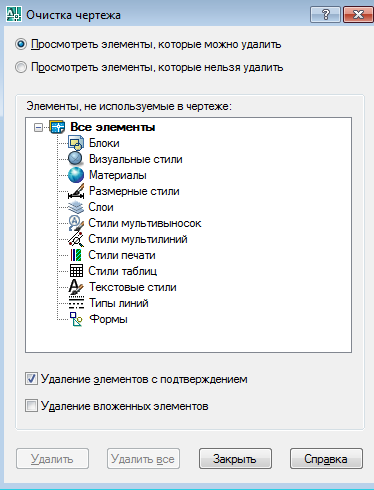 Очистка чертежа
Просмотреть элементы, которые можно удалить
Просмотреть элементы, которые нельзя удалить
Элементы, не используемые в чертеже:
Все элементы
Блоки
Визуальные стили
Материалы
Размерные стили
Слои
Стили мультивыносок
Стили мультилиний
Стили печати
Стили таблиц
Текстовые стили
Типы линий
Формы
Удаление элементов с подтверждением
Удаление вложенных элементов
Удалить Удалить все Закрыть Справка